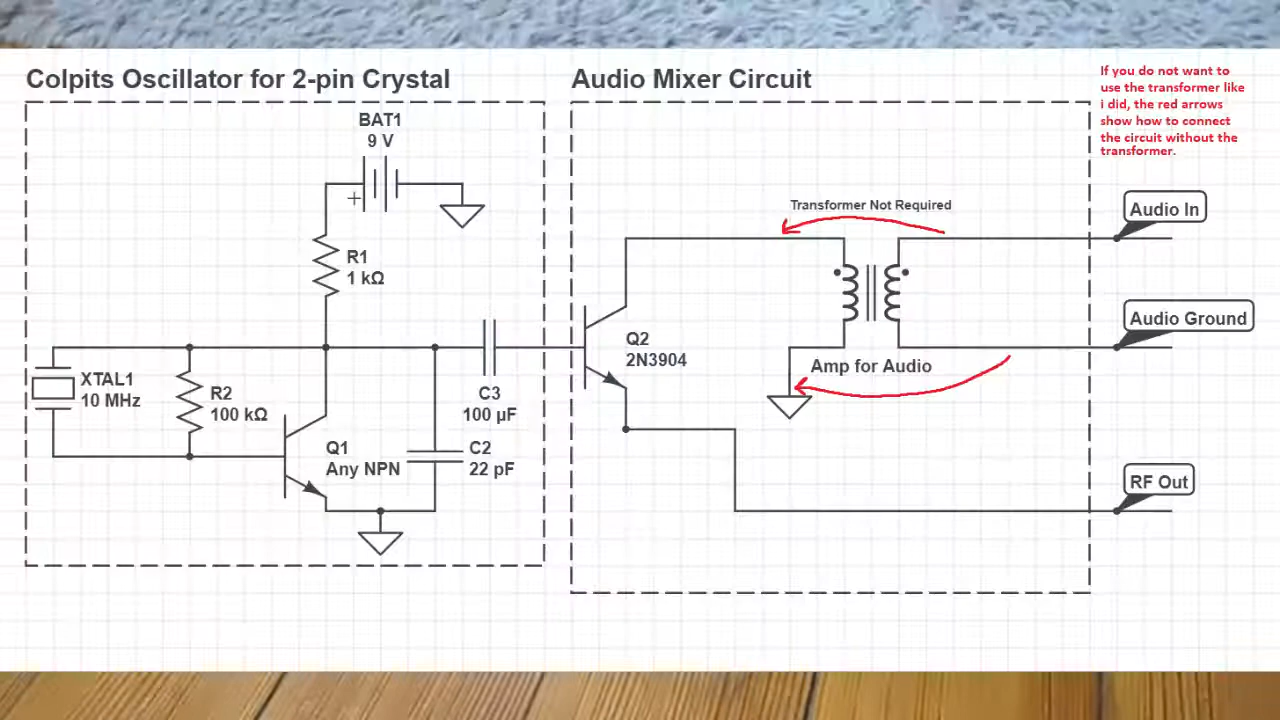 Colpits Oscillator for 2-pin Crystal
BAT1
9 V
+
R1
1 kΩ
XTAL1
10 MHz
R2
100 kΩ
Q1
Any NPN
C3
100 µF
C2
22 pF
Audio Mixer Circuit
Transformer Not Required
Q2
2N3904
Amp for Audio
If you do not want to
use the transformer like
i did, the red arrows
show how to connect
the circuit without the
transformer.
Audio In
Audio Ground
RF Out